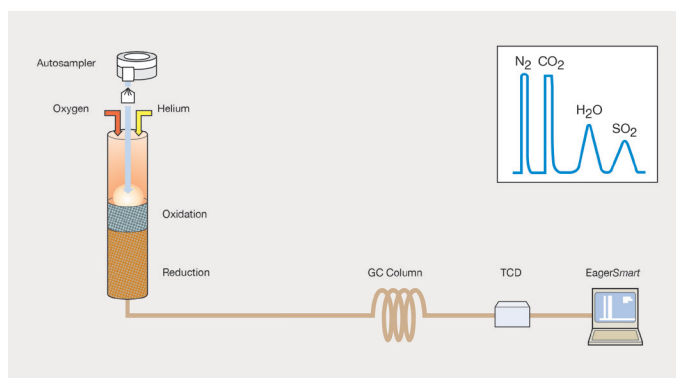 Autosampler
Oxygen
Helium
Oxidation
Reduction
GC Column
TCD
EagerSmart
N₂ CO₂
H₂O
SO₂